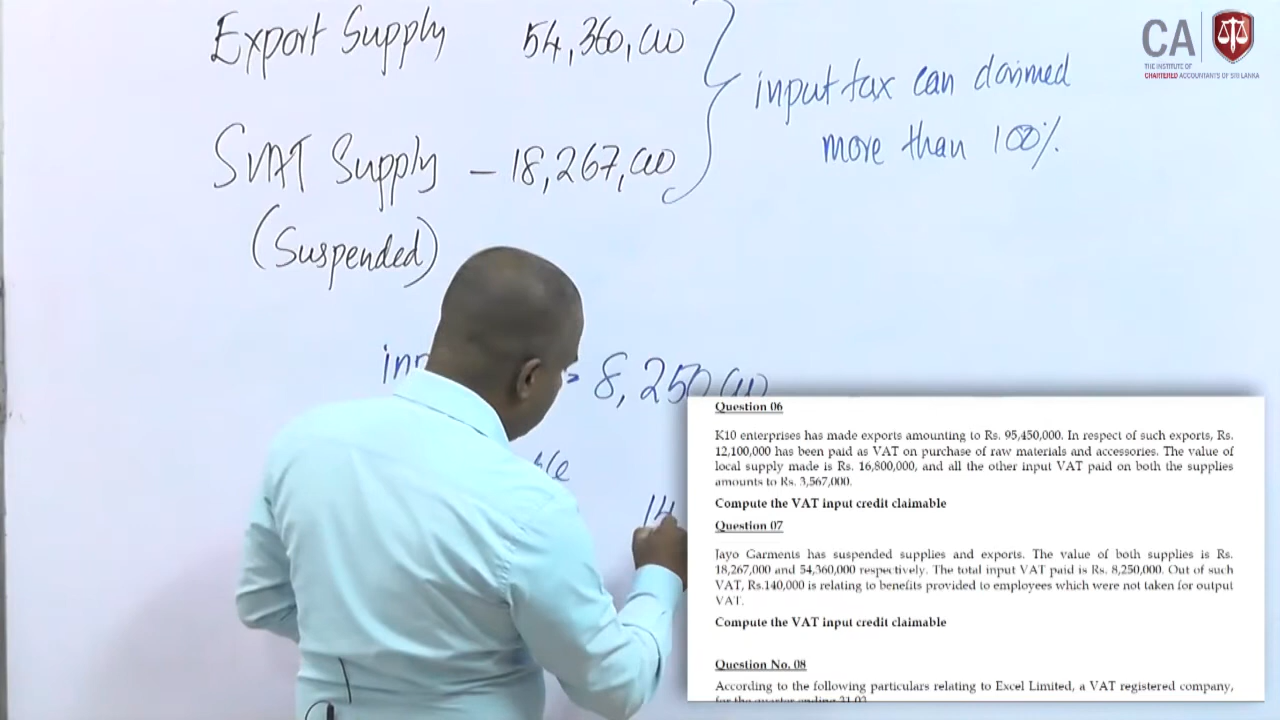 Export Supply 54,360,000
SVAT Supply - 18,267,000
(Suspended)
input tax can claimed
more than 100%
CA
THE INSTITUTE OF
CHARTERED ACCOUNTANTS OF SRI LANKA
8,250,000
14
Question 06
K10 enterprises has made exports amounting to Rs. 95,450,000. In respect of such exports, Rs.
12,100,000 has been paid as VAT on purchase of raw materials and accessories. The value of
local supply made is Rs. 16,800,000, and all the other input VAT paid on both the supplies
amounts to Rs. 3,567,000.
Compute the VAT input credit claimable
Question 07
Jayo Garments has suspended supplies and exports. The value of both supplies is Rs.
18,267,000 and 54,360,000 respectively. The total input VAT paid is Rs. 8,250,000. Out of such
VAT, Rs.140,000 is relating to benefits provided to employees which were not taken for output
VAT.
Compute the VAT input credit claimable
Question No. 08
According to the following particulars relating to Excel Limited, a VAT registered company,
for the quarter ending 31.03